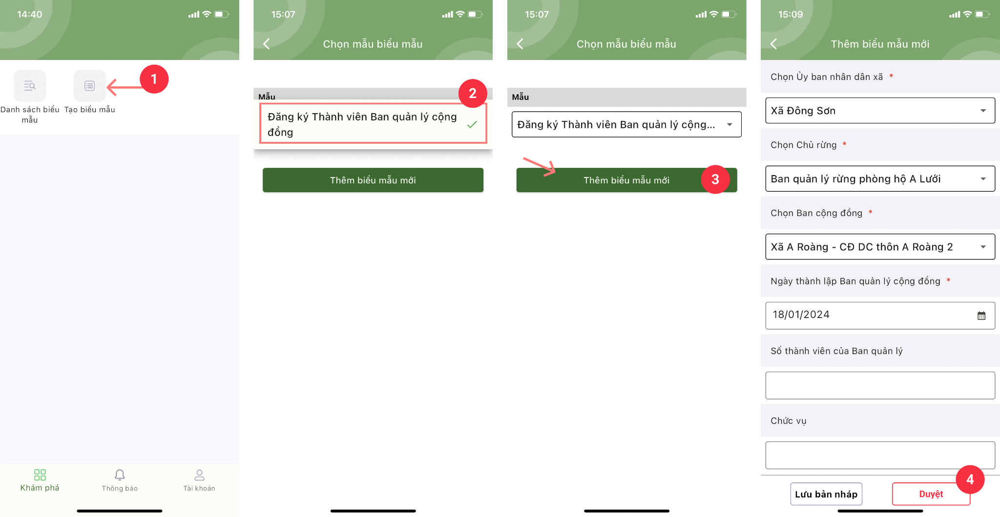 14:40
1
Danh sách biểu mẫu
Tạo biểu mẫu
Khám phá
Thông báo
Tài khoản
15:07
Chọn mẫu biểu mẫu
Mẫu
2
Đăng ký Thành viên Ban quản lý cộng
đồng
Thêm biểu mẫu mới
15:07
Chọn mẫu biểu mẫu
Mẫu
Đăng ký Thành viên Ban quản lý cộng...
Thêm biểu mẫu mới
3
15:09
Thêm biểu mẫu mới
Chọn Ủy ban nhân dân xã *
Xã Đông Sơn
Chọn Chủ rừng *
Ban quản lý rừng phòng hộ A Lưới
Chọn Ban cộng đồng *
Xã A Roàng - CĐ DC thôn A Roàng 2
Ngày thành lập Ban quản lý cộng đồng *
18/01/2024
Số thành viên của Ban quản lý
Chức vụ
4
Lưu bản nháp
Duyệt